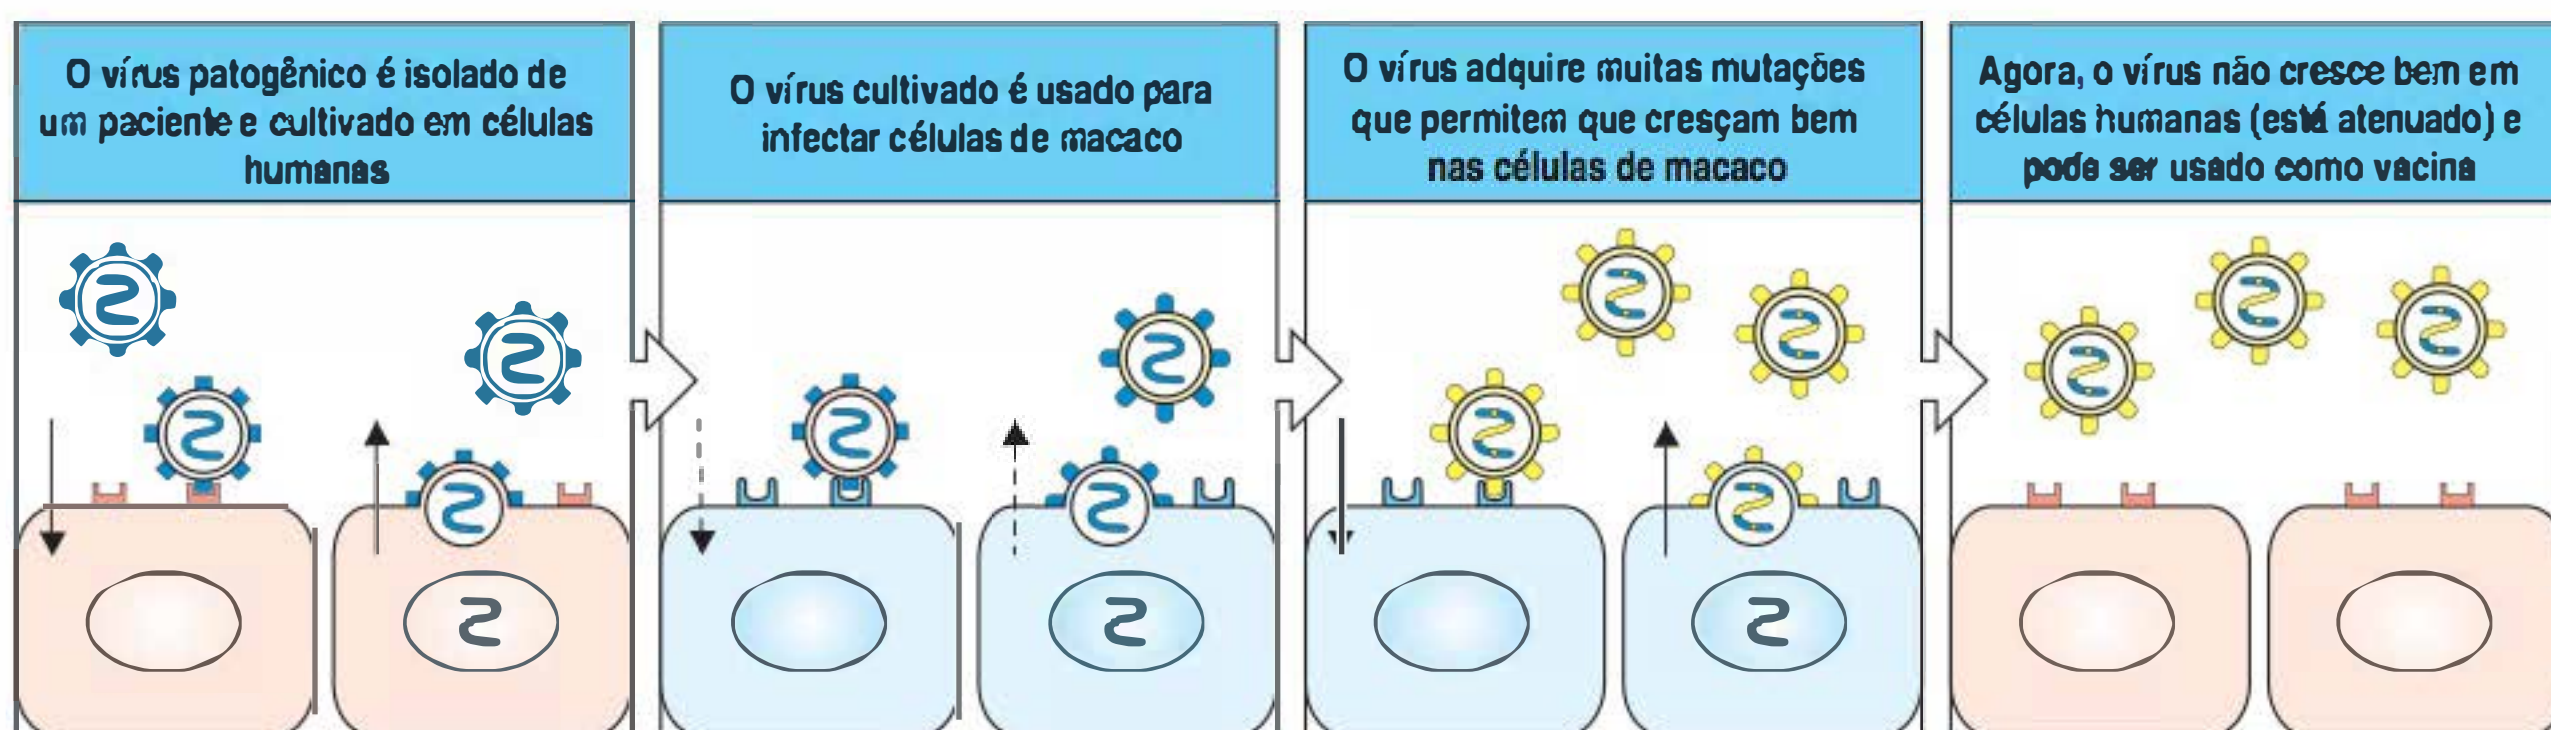 O vírus patogênico é isolado de
um paciente e cultivado em células
humanas
O vírus cultivado é usado para
infectar células de macaco
O vírus adquire muitas mutações
que permitem que cresçam bem
nas células de macaco
Agora, o vírus não cresce bem em
células humanas (está atenuado) e
pode ser usado como vacina